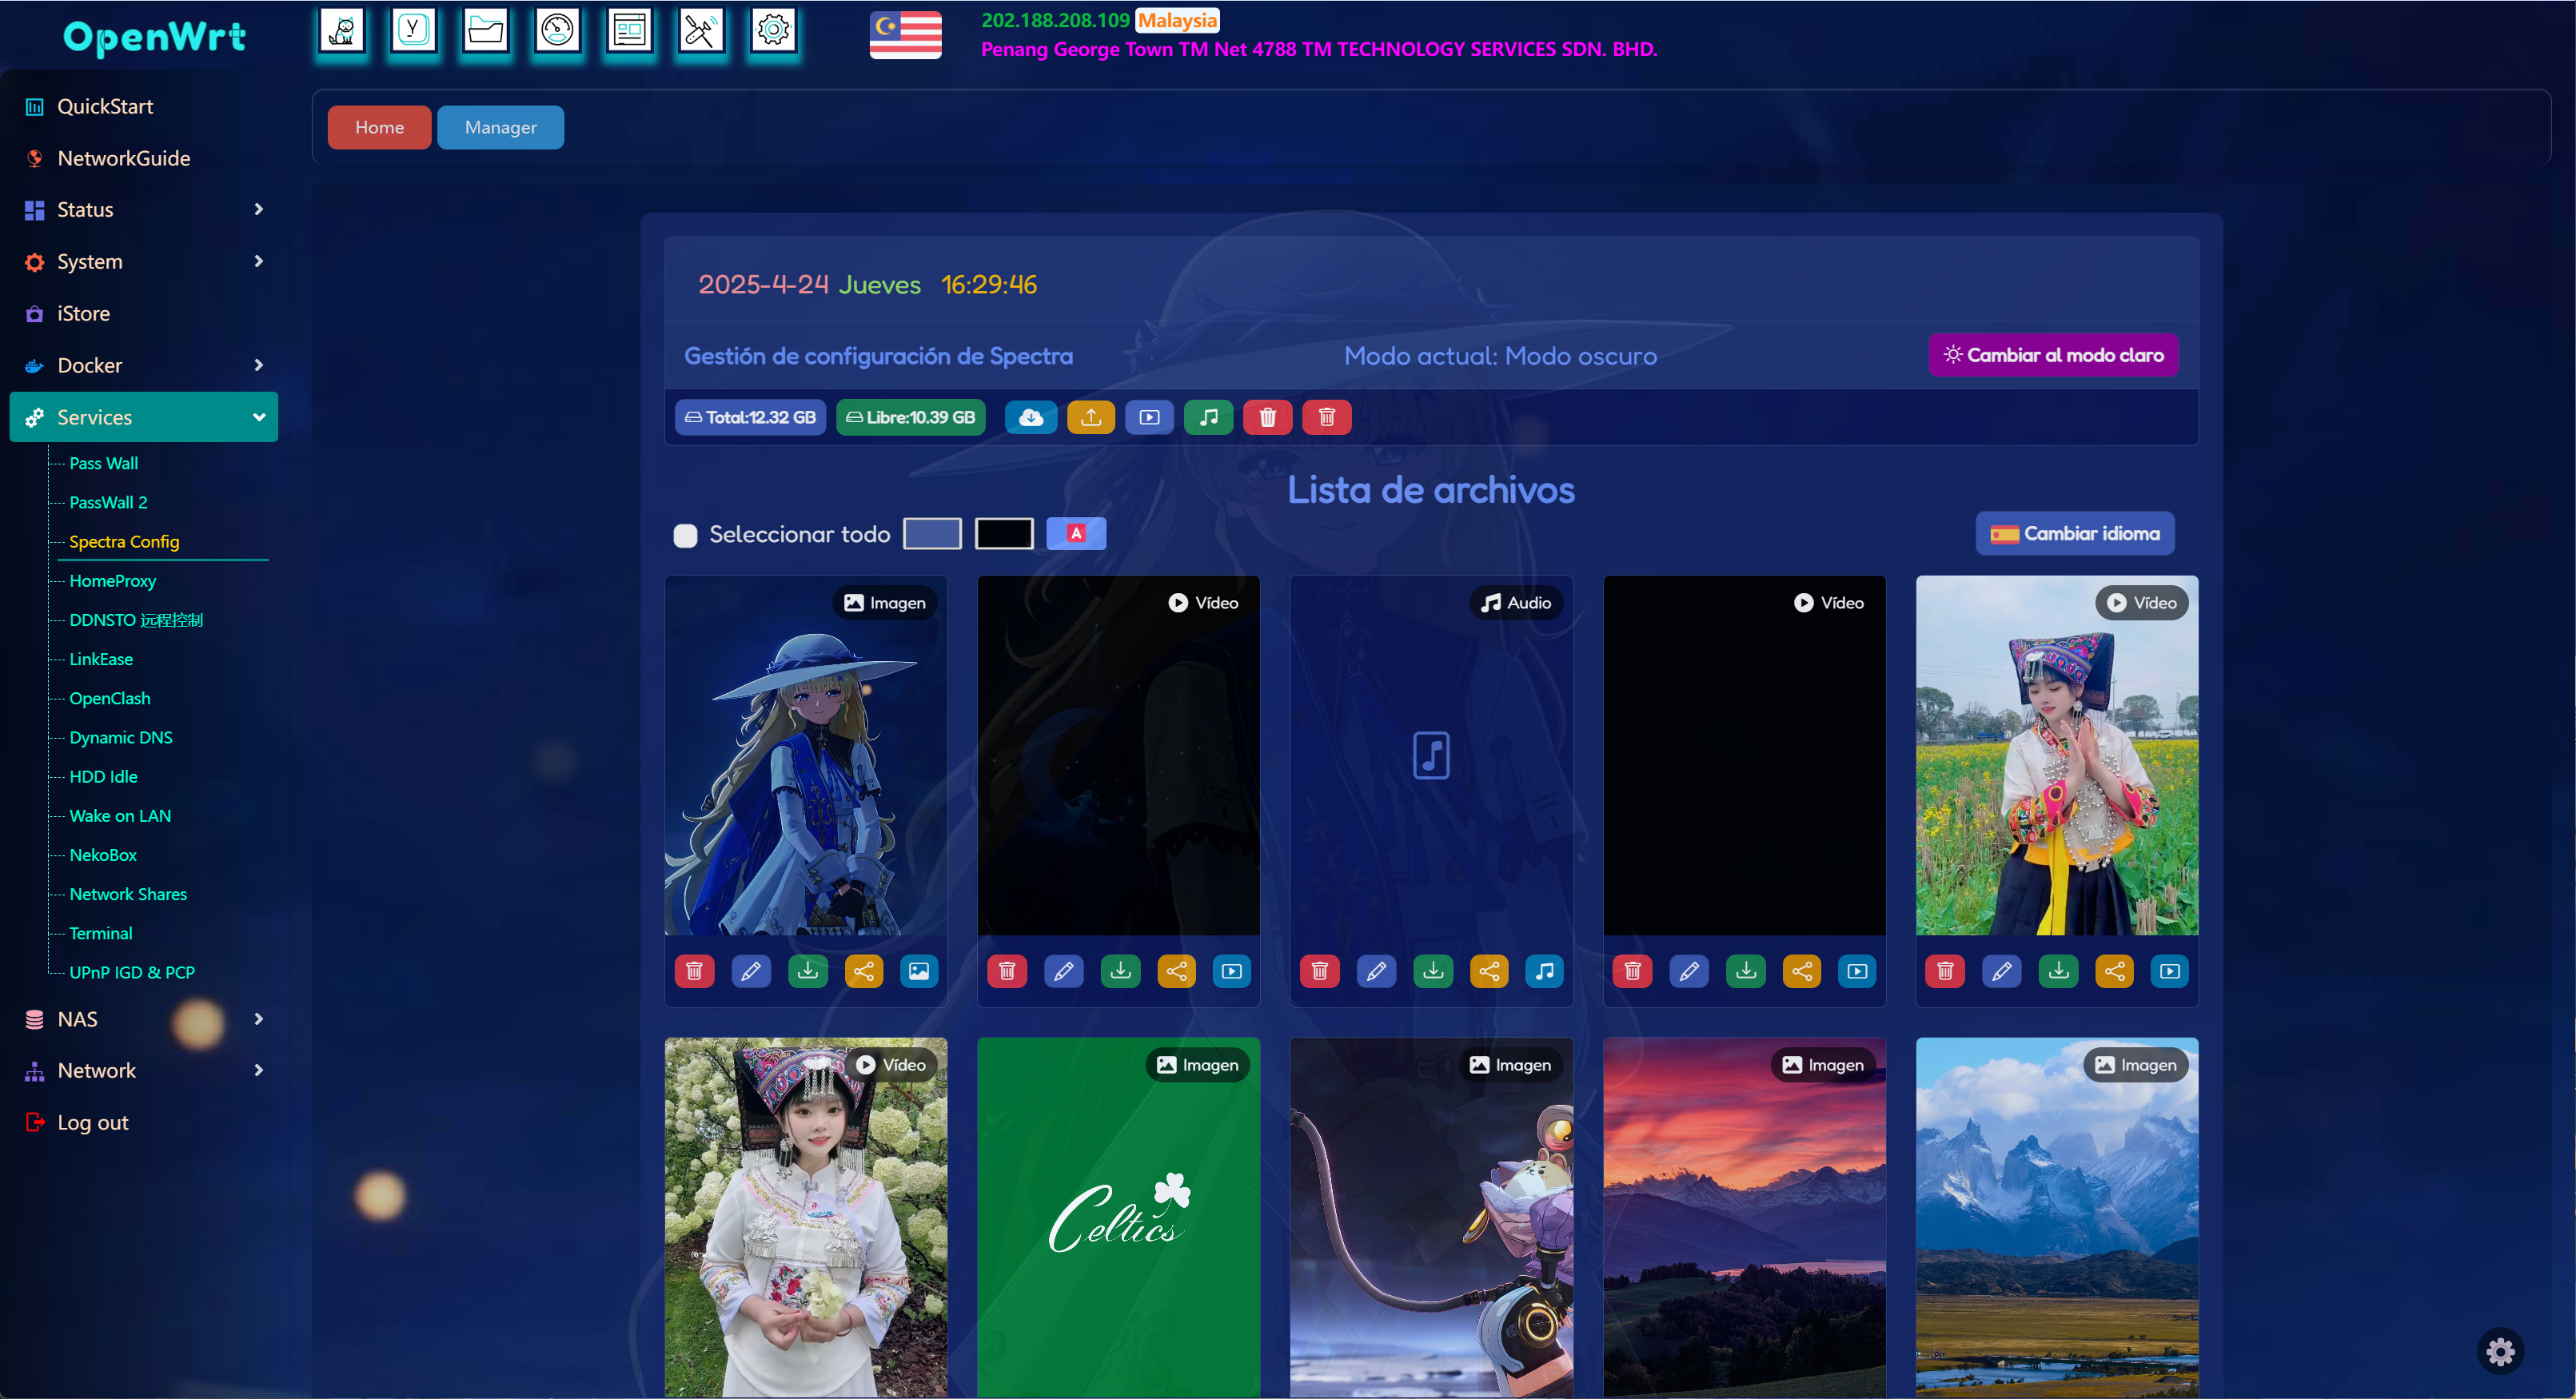 OpenWrt
202.188.208.109 Malaysia
Penang George Town TM Net 4788 TM TECHNOLOGY SERVICES SDN. BHD.
QuickStart
NetworkGuide
Status
System
iStore
Docker
Services
Pass Wall
PassWall 2
Spectra Config
HomeProxy
DDNSTO 远程控制
LinkEase
OpenClash
Dynamic DNS
HDD Idle
Wake on LAN
NekoBox
Network Shares
Terminal
UPnP IGD & PCP
NAS
Network
Log out
Home Manager
2025-4-24 Jueves 16:29:46
Gestión de configuración de Spectra Modo actual: Modo oscuro Cambiar al modo claro
Total:12.32 GB Libre:10.39 GB
Lista de archivos
Seleccionar todo A Cambiar idioma
Imagen Vídeo Audio Vídeo Vídeo
Vídeo Imagen Imagen Imagen Imagen
Celtics